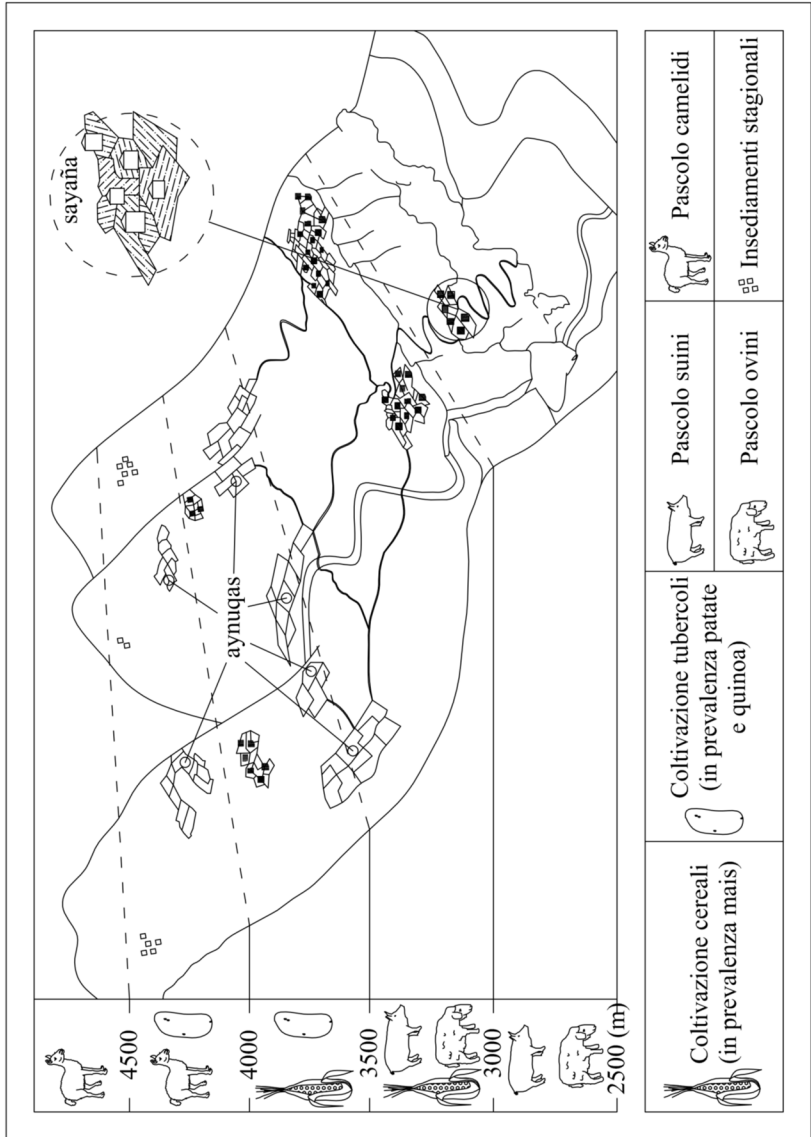 sayaña
aynuqas
4500
4000
3500
3000
2500 (m)
Coltivazione cereali
(in prevalenza mais)
Coltivazione tubercoli
(in prevalenza patate
e quinoa)
Pascolo suini
Pascolo ovini
Pascolo camelidi
Insediamenti stagionali